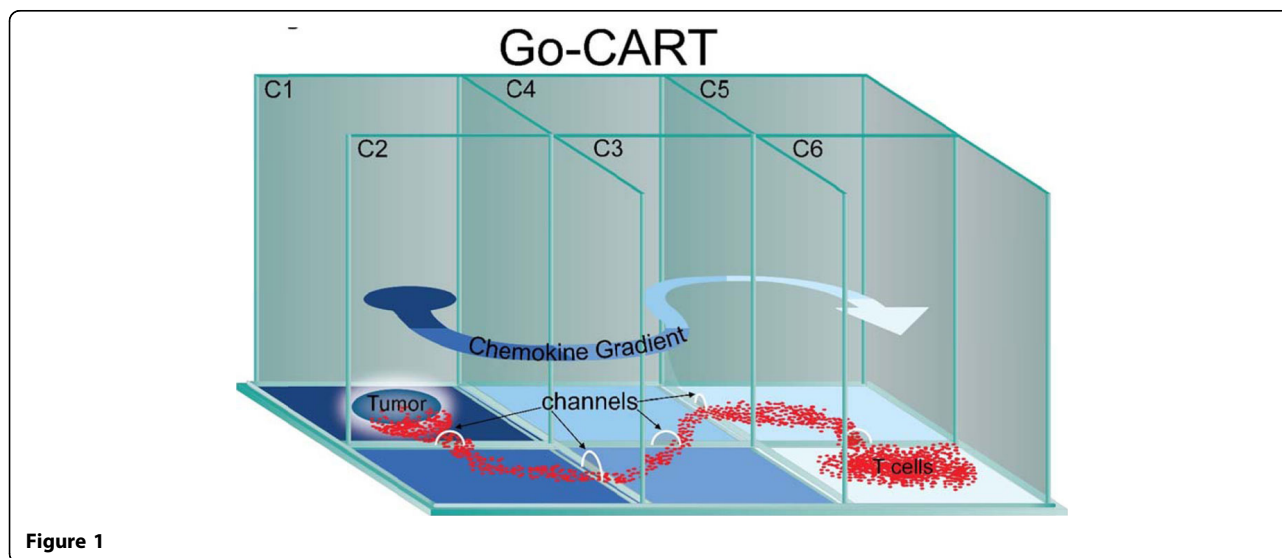 Go-CART
C1 C4 C5
C2 C3 C6
Chemokine Gradient
Tumor
channels
T cells
Figure 1